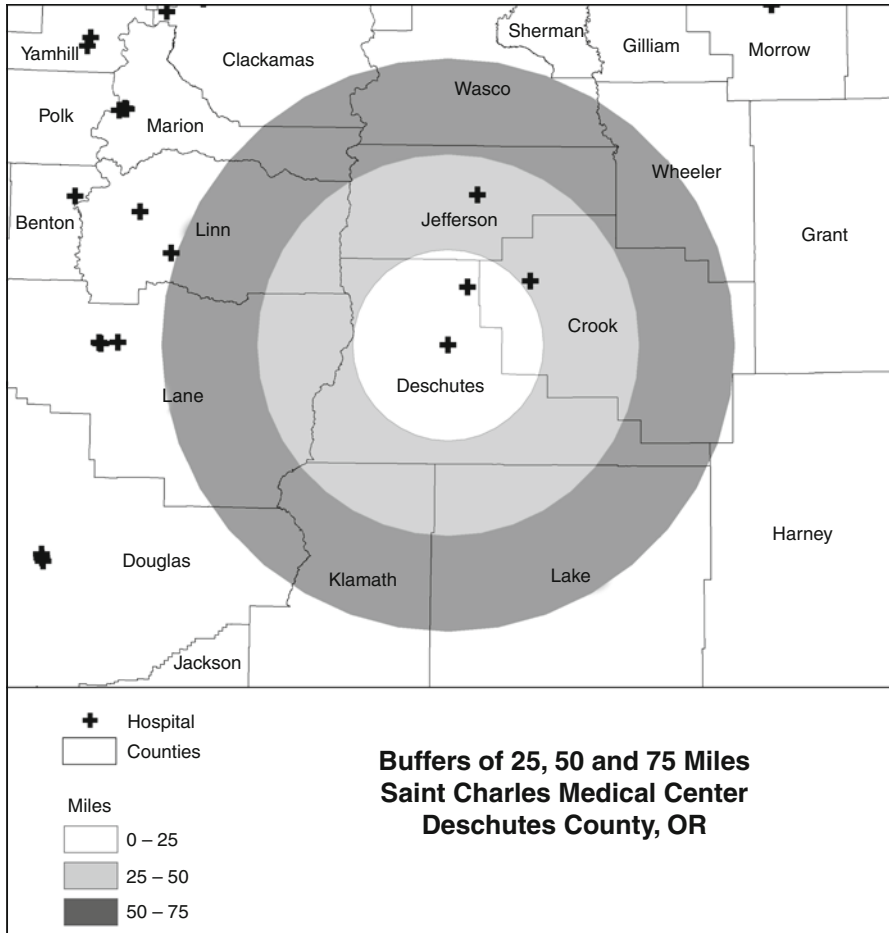 Sherman
Gilliam
Morrow
Yamhill
Clackamas
Wasco
Polk
Marion
Wheeler
Benton
Linn
Jefferson
Grant
Crook
Deschutes
Lane
Harney
Douglas
Klamath
Lake
Jackson
Hospital
Counties
Miles
0 – 25
25 – 50
50 – 75
Buffers of 25, 50 and 75 Miles
Saint Charles Medical Center
Deschutes County, OR